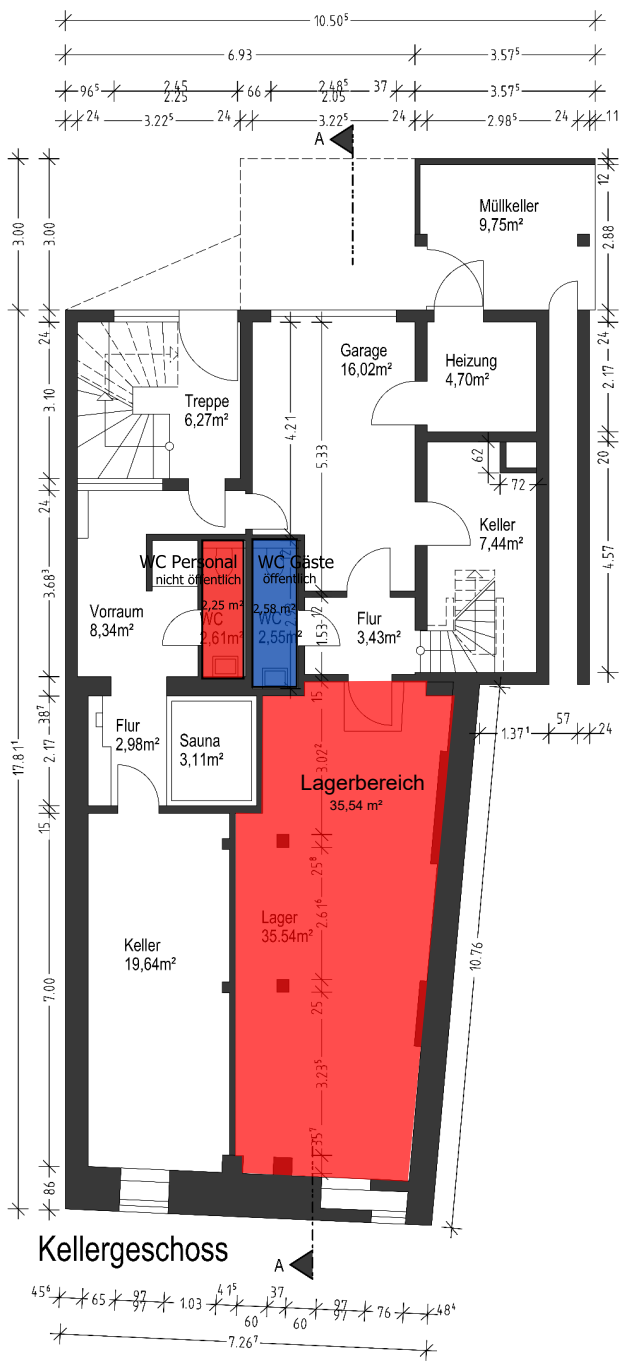 10.50⁵
6.93
3.57⁵
96⁵
2.45
2.25
66
2.48⁵
2.05
37
3.57⁵
24
3.22⁵
24
3.22⁵
24
2.98⁵
24
11
A
3.00
3.00
12
2.88
Müllkeller
9,75m²
24
3.10
24
Treppe
6,27m²
Garage
16,02m²
Heizung
4,70m²
24
2.17
20
4.21
5.33
62
72
Keller
7,44m²
4.57
3.68³
WC Personal
nicht öffentlich
WC Gäste
öffentlich
2,25 m²
WC
2,61m²
2,58 m²
WC
2,55m²
12
1.53
Vorraum
8,34m²
Flur
3,43m²
17.81¹
38⁷
2.17
15
Flur
2,98m²
Sauna
3,11m²
15
3.02²
Lagerbereich
35,54 m²
1.37¹
57
24
25⁸
2.61⁶
Lager
35.54m²
Keller
19,64m²
10.76
7.00
25
3.23⁵
35⁷
86
Kellergeschoss
A
45⁶
65
97
97
1.03
41⁵
60
37
60
97
97
76
48⁴
7.26⁷